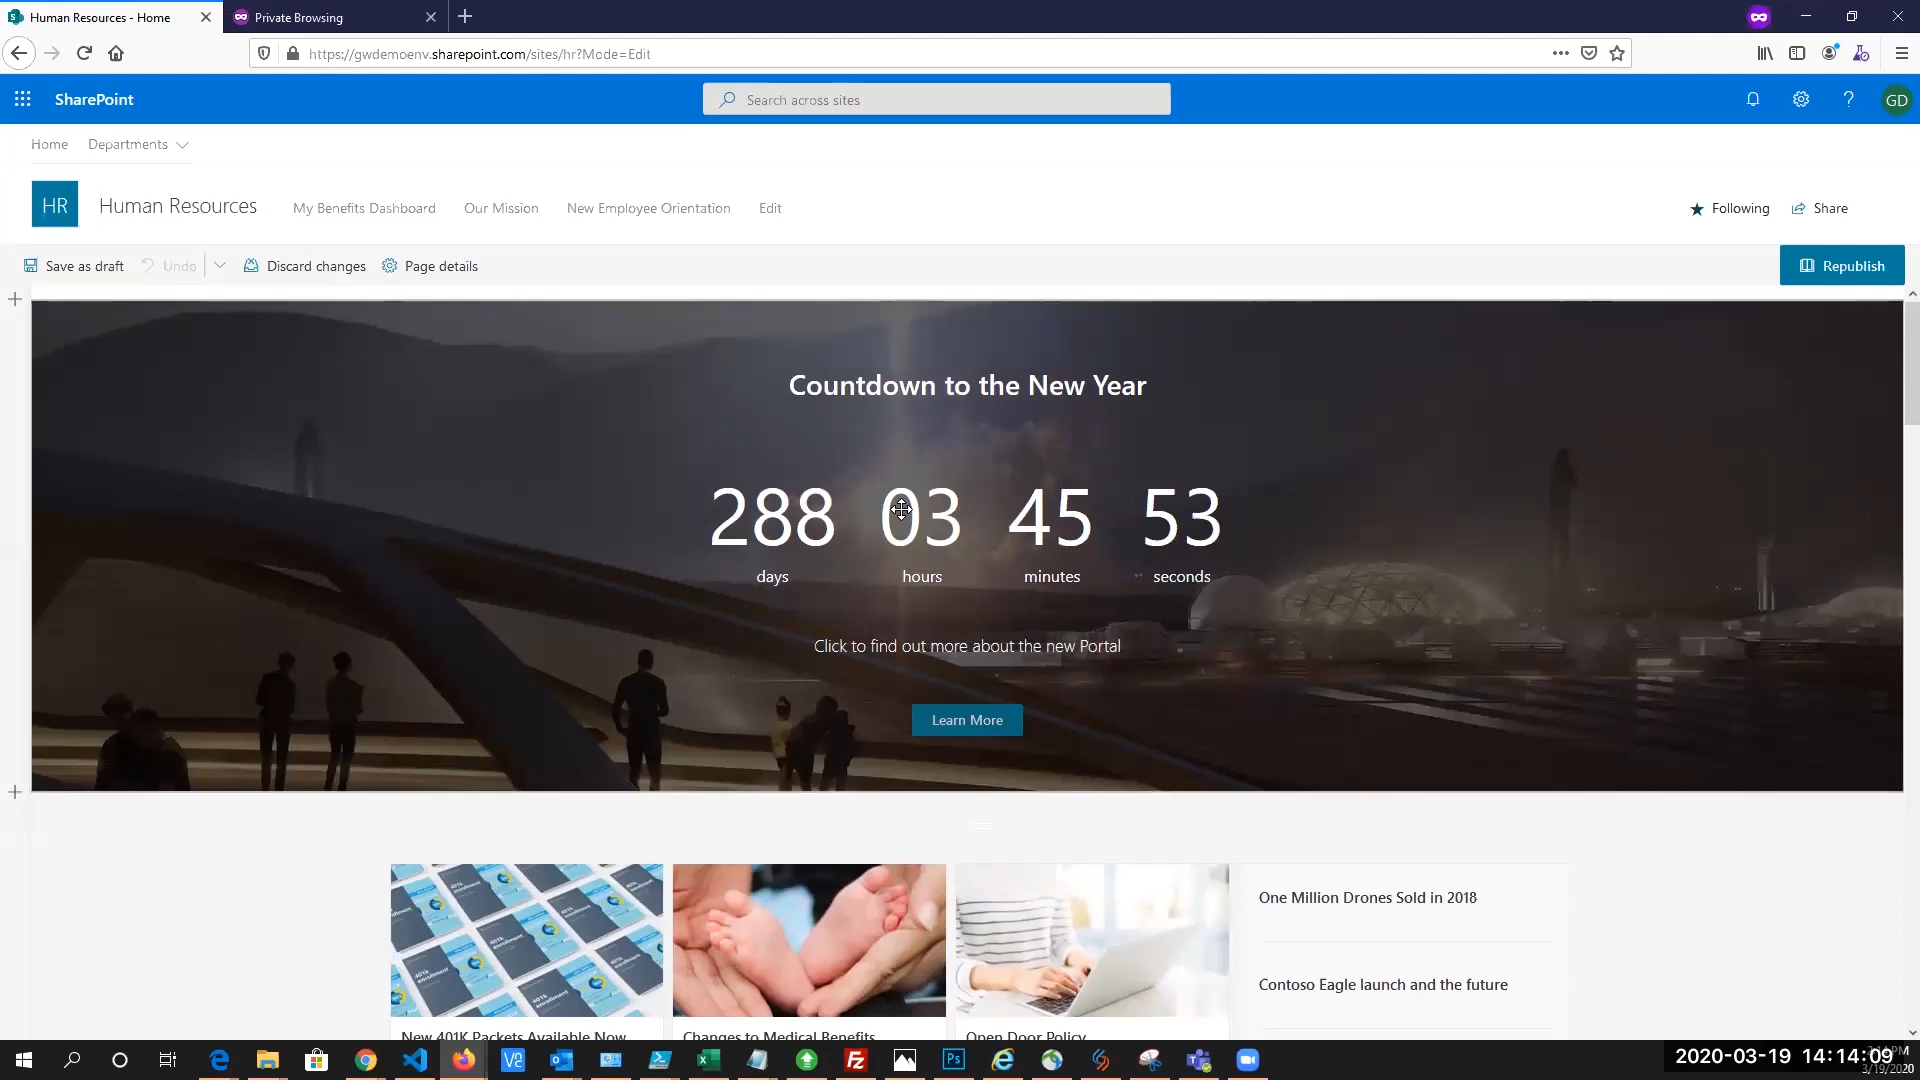 Human Resources - Home
Private Browsing
https://gwdemoenv.sharepoint.com/sites/hr?Mode=Edit
SharePoint
Search across sites
GD
Home
Departments
HR
Human Resources
My Benefits Dashboard
Our Mission
New Employee Orientation
Edit
Following
Share
Save as draft
Undo
Discard changes
Page details
Republish
Countdown to the New Year
288 03 45 53
days hours minutes seconds
Click to find out more about the new Portal
Learn More
One Million Drones Sold in 2018
Contoso Eagle launch and the future
New 401K Packets Available Now
Changes to Medical Benefits
Open Door Policy
2020-03-19 14:14:09
3/19/2020